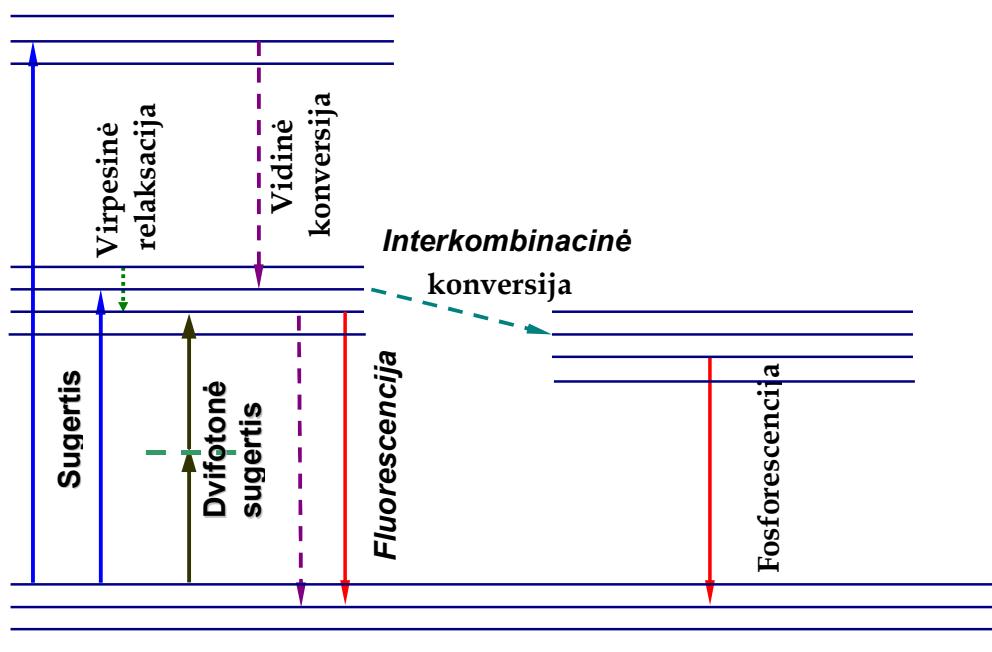 Virpesinė
relaksacija
Vidinė
konversija
Interkombinacinė
konversija
Sugertis
Dvifotonė
sugertis
Fluorescencija
Fosforescencija